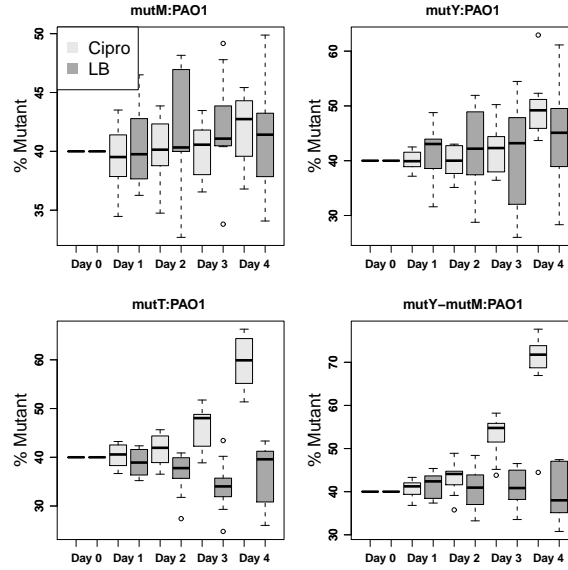 mutM:PAO1
mutY:PAO1
Cipro
LB
% Mutant
50
45
40
35
Day 0 Day 1 Day 2 Day 3 Day 4
% Mutant
60
50
40
30
Day 0 Day 1 Day 2 Day 3 Day 4
mutT:PAO1
mutY−mutM:PAO1
% Mutant
60
50
40
30
Day 0 Day 1 Day 2 Day 3 Day 4
% Mutant
70
60
50
40
30
Day 0 Day 1 Day 2 Day 3 Day 4